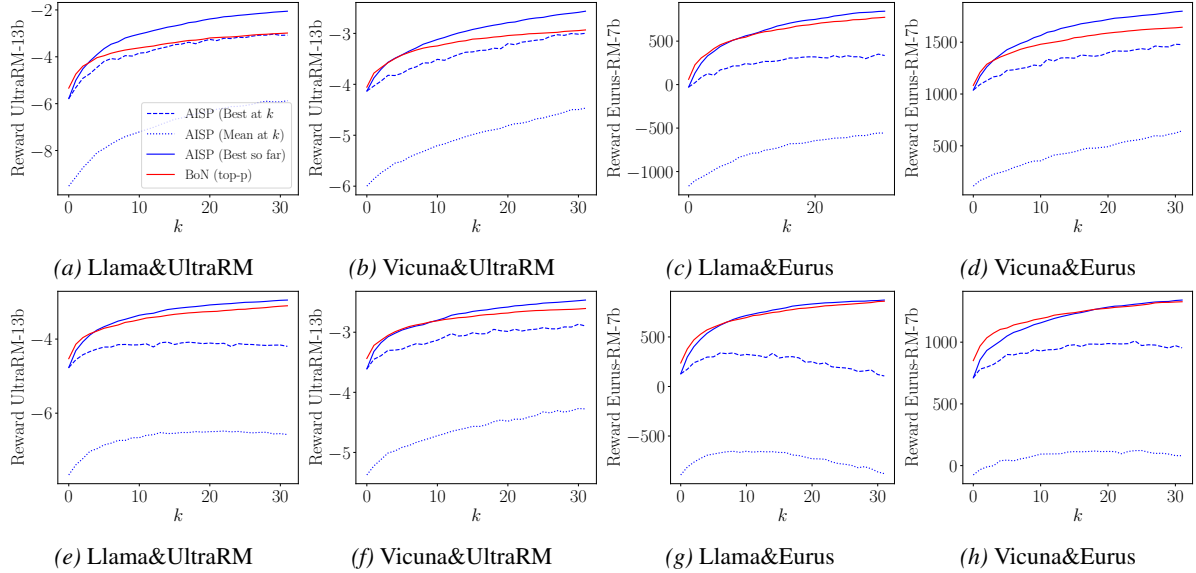 Reward UltraRM-13b
−2
−4
−6
−8
0
10
20
30
k
AISP (Best at k
AISP (Mean at k)
AISP (Best so far)
BoN (top-p)
(a) Llama&UltraRM
Reward UltraRM-13b
−3
−4
−5
−6
0
10
20
30
k
(b) Vicuna&UltraRM
Reward Eurus-RM-7b
500
0
−500
−1000
0
20
k
(c) Llama&Eurus
Reward Eurus-RM-7b
1500
1000
500
0
10
20
30
k
(d) Vicuna&Eurus
Reward UltraRM-13b
−4
−6
0
10
20
30
k
(e) Llama&UltraRM
Reward UltraRM-13b
−3
−4
−5
0
10
20
30
k
(f) Vicuna&UltraRM
Reward Eurus-RM-7b
500
0
−500
0
10
20
30
k
(g) Llama&Eurus
Reward Eurus-RM-7b
1000
500
0
0
10
20
30
k
(h) Vicuna&Eurus